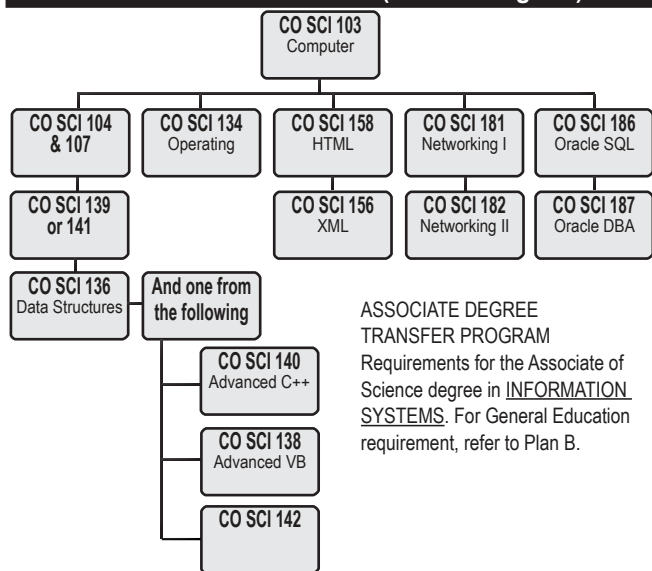 CO SCI 103
Computer
CO SCI 104
& 107
CO SCI 134
Operating
CO SCI 158
HTML
CO SCI 181
Networking I
CO SCI 186
Oracle SQL
CO SCI 139
or 141
CO SCI 156
XML
CO SCI 182
Networking II
CO SCI 187
Oracle DBA
CO SCI 136
Data Structures
And one from
the following
CO SCI 140
Advanced C++
CO SCI 138
Advanced VB
CO SCI 142
ASSOCIATE DEGREE
TRANSFER PROGRAM
Requirements for the Associate of
Science degree in INFORMATION
SYSTEMS. For General Education
requirement, refer to Plan B.